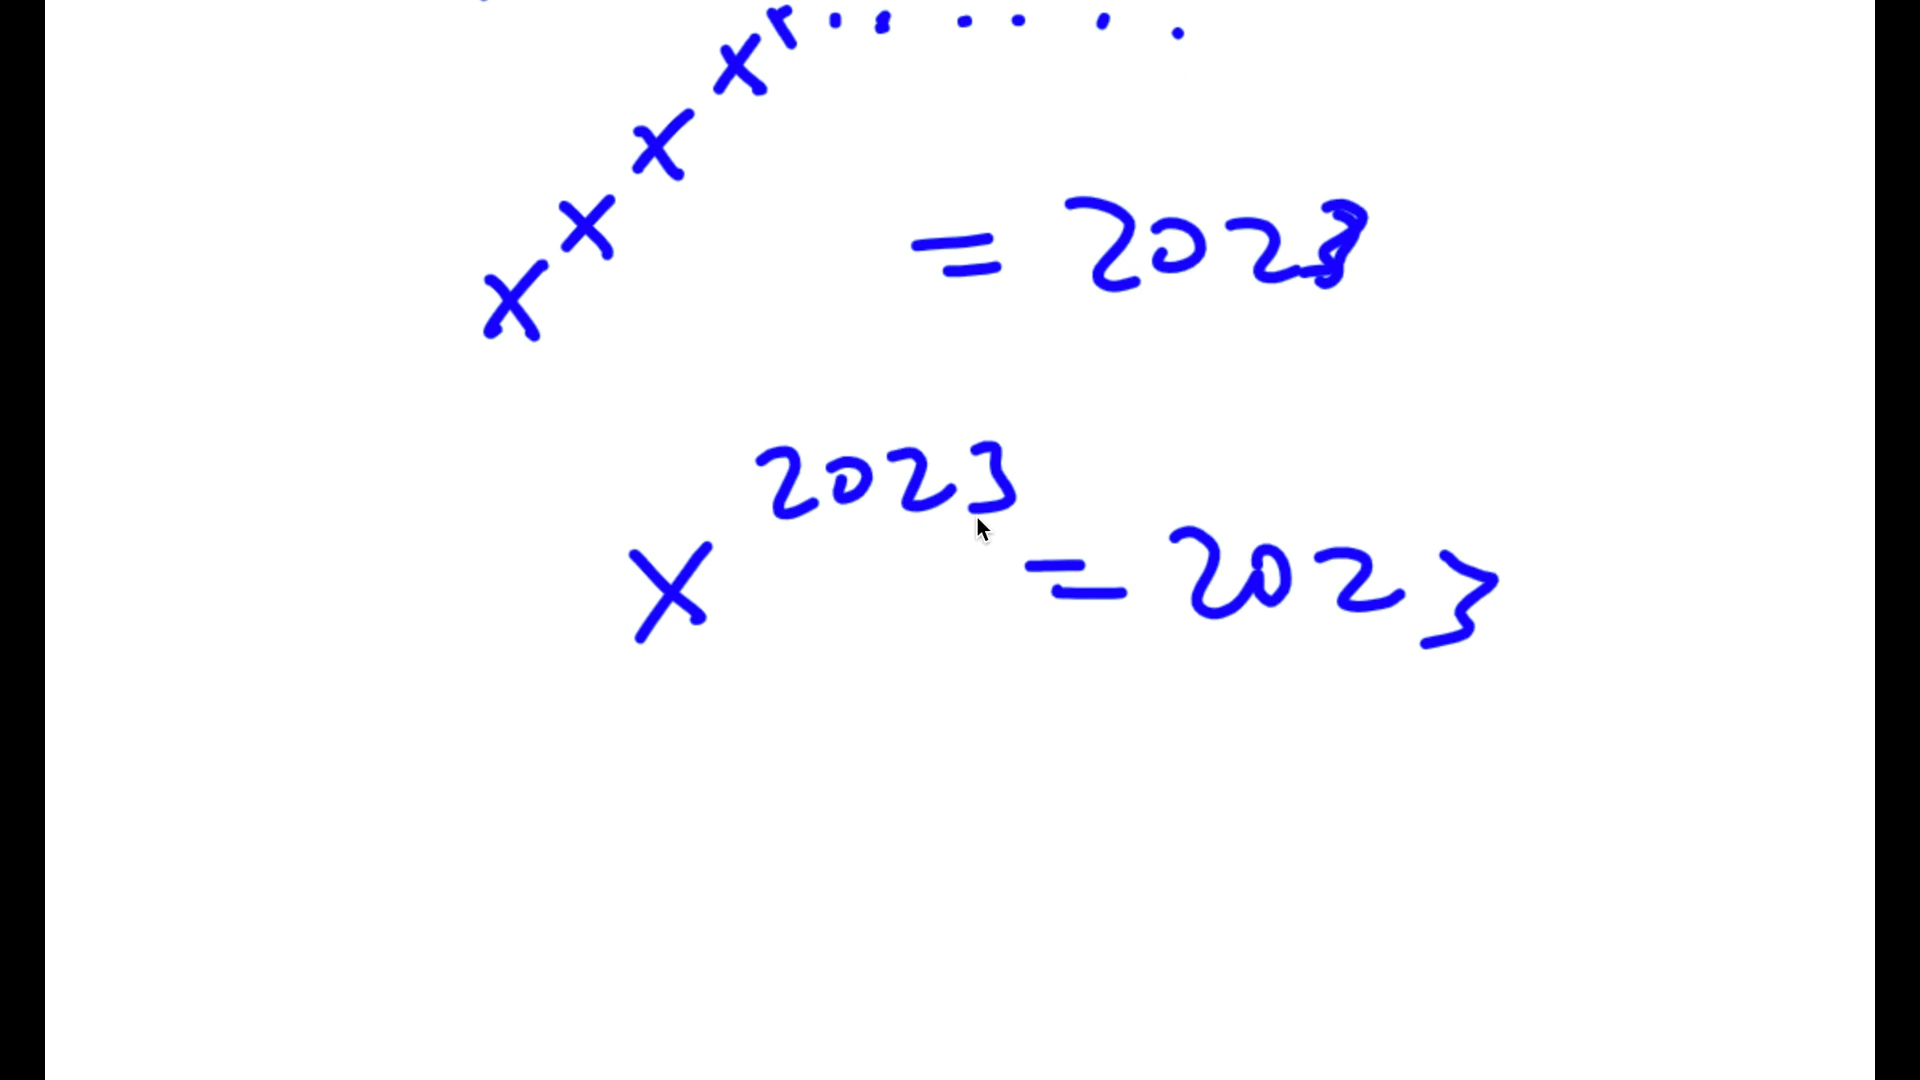 x^x^x^x^x^. . . . . . = 2023
x^2023 = 2023